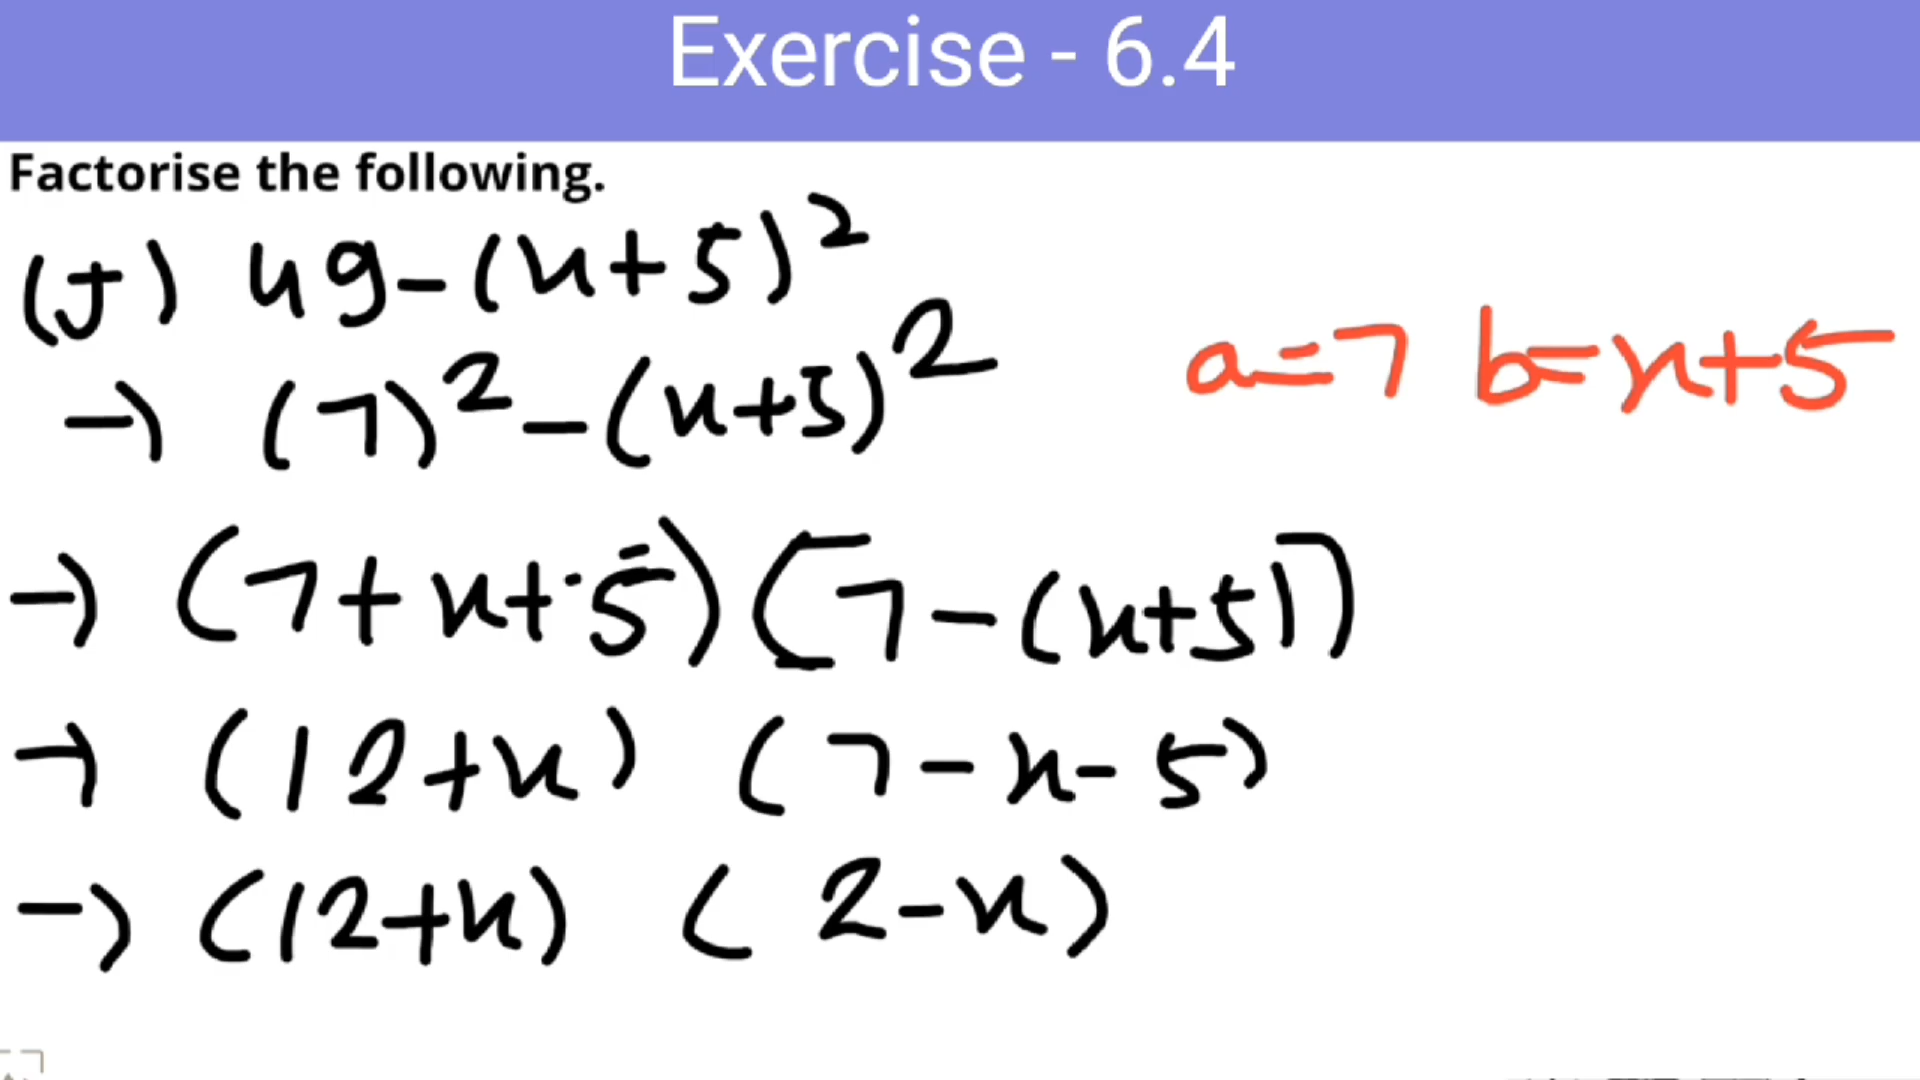 Exercise - 6.4
Factorise the following.
(J) 49-(x+5)²
→ (7)²-(x+5)²
a=7 b=x+5
→ (7+x+5) [7-(x+5)]
→ (12+x) (7-x-5)
→ (12+x) (2-x)